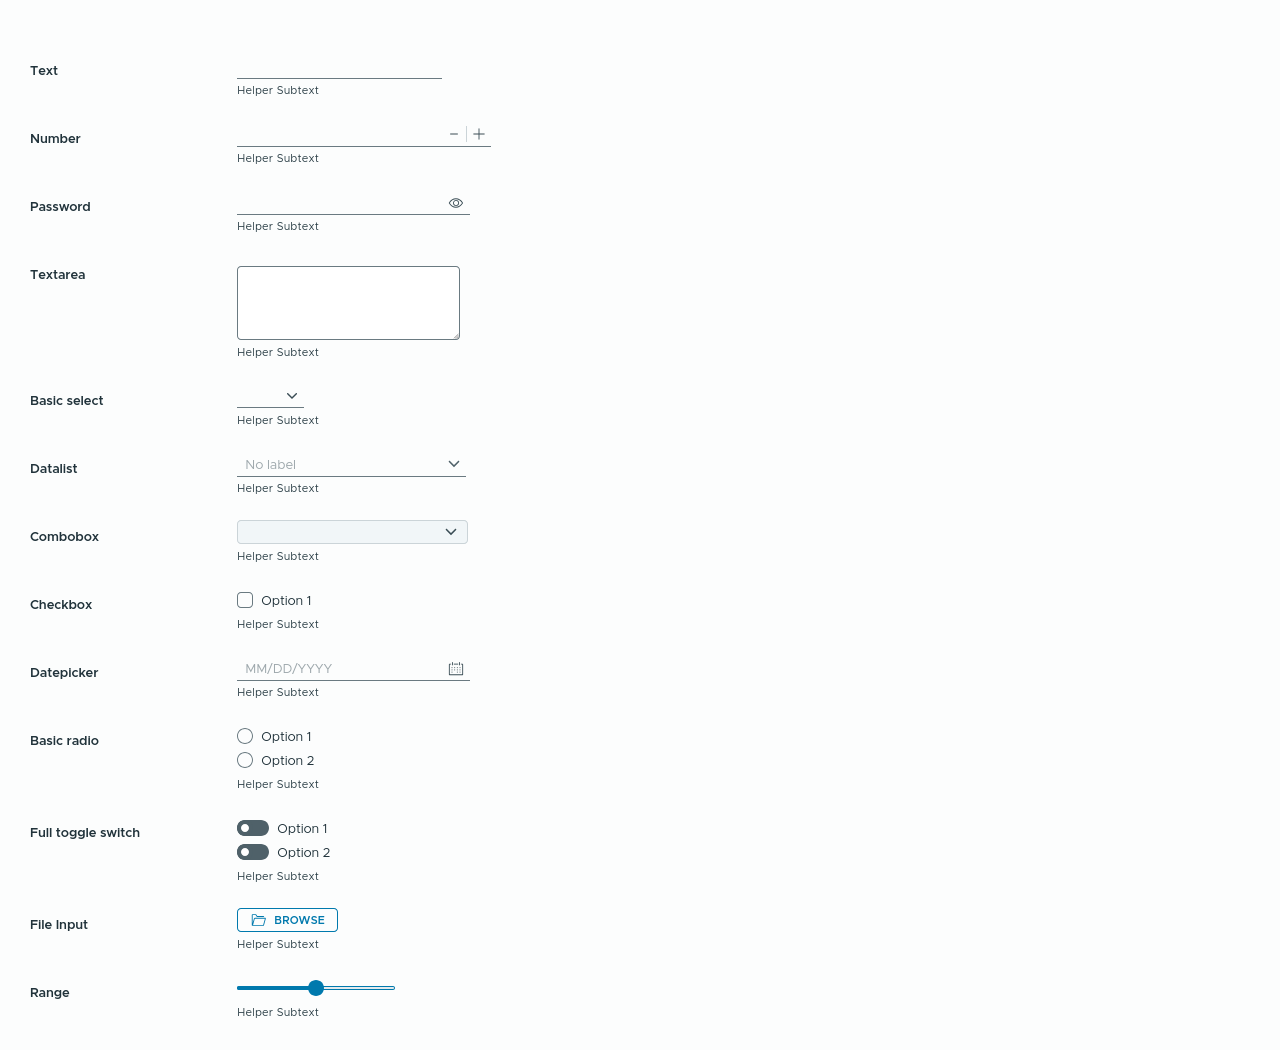 Text
Helper Subtext
Number
Helper Subtext
Password
Helper Subtext
Textarea
Helper Subtext
Basic select
Helper Subtext
Datalist
No label
Helper Subtext
Combobox
Helper Subtext
Checkbox
Option 1
Helper Subtext
Datepicker
MM/DD/YYYY
Helper Subtext
Basic radio
Option 1
Option 2
Helper Subtext
Full toggle switch
Option 1
Option 2
Helper Subtext
File Input
BROWSE
Helper Subtext
Range
Helper Subtext